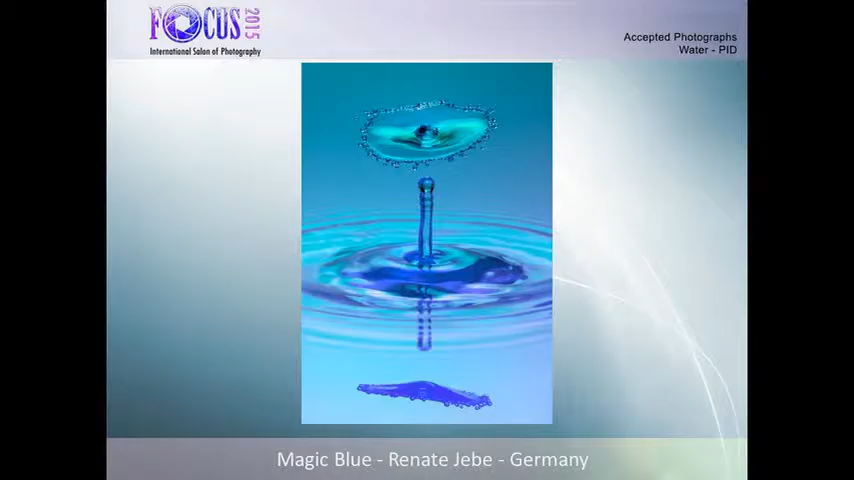 FOCUS 2015
International Salon of Photography
Accepted Photographs
Water - PID
Magic Blue - Renate Jebe - Germany